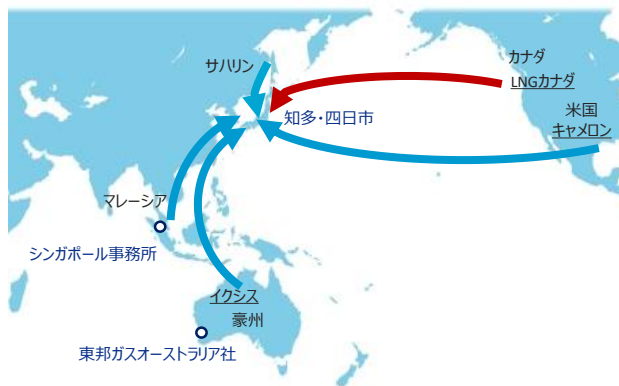 サハリン
カナダ
LNGカナダ
米国
キャメロン
知多・四日市
マレーシア
シンガポール事務所
イクシス
豪州
東邦ガスオーストラリア社